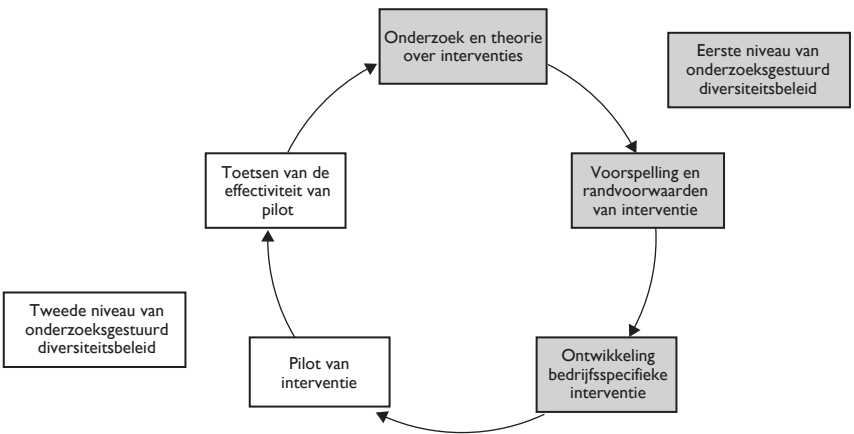 Onderzoek en theorie
over interventies
Eerste niveau van
onderzoeksgestuurd
diversiteitsbeleid
Toetsen van de
effectiviteit van
pilot
Voorspelling en
randvoorwaarden
van interventie
Tweede niveau van
onderzoeksgestuurd
diversiteitsbeleid
Pilot van
interventie
Ontwikkeling
bedrijfsspecifieke
interventie